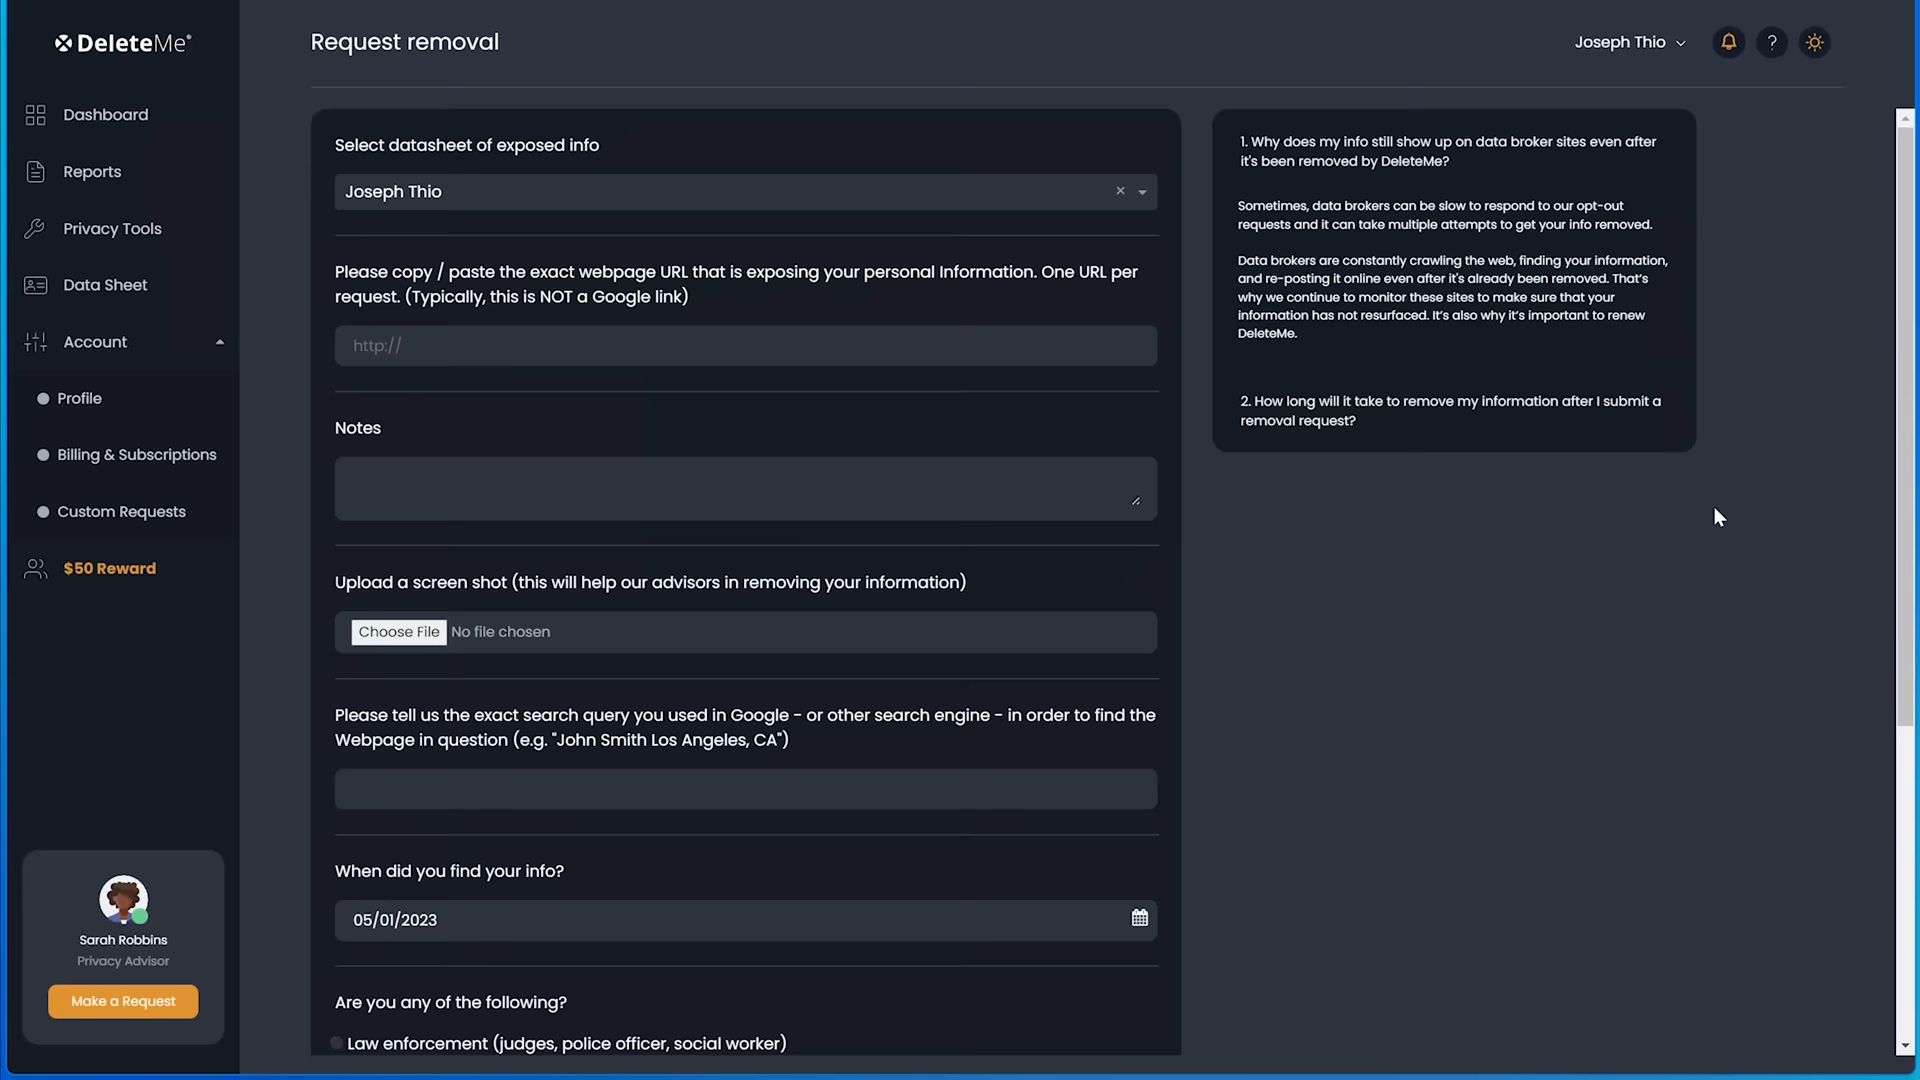 DeleteMe®
Request removal
Joseph Thio
?
Dashboard
Reports
Privacy Tools
Data Sheet
Account
Profile
Billing & Subscriptions
Custom Requests
$50 Reward
Sarah Robbins
Privacy Advisor
Make a Request
Select datasheet of exposed info
Joseph Thio ×
Please copy / paste the exact webpage URL that is exposing your personal Information. One URL per
request. (Typically, this is NOT a Google link)
http://
Notes
Upload a screen shot (this will help our advisors in removing your information)
Choose File No file chosen
Please tell us the exact search query you used in Google - or other search engine - in order to find the
Webpage in question (e.g. "John Smith Los Angeles, CA")
When did you find your info?
05/01/2023
Are you any of the following?
Law enforcement (judges, police officer, social worker)
1. Why does my info still show up on data broker sites even after
it's been removed by DeleteMe?
Sometimes, data brokers can be slow to respond to our opt-out
requests and it can take multiple attempts to get your info removed.
Data brokers are constantly crawling the web, finding your information,
and re-posting it online even after it's already been removed. That's
why we continue to monitor these sites to make sure that your
information has not resurfaced. It's also why it's important to renew
DeleteMe.
2. How long will it take to remove my information after I submit a
removal request?